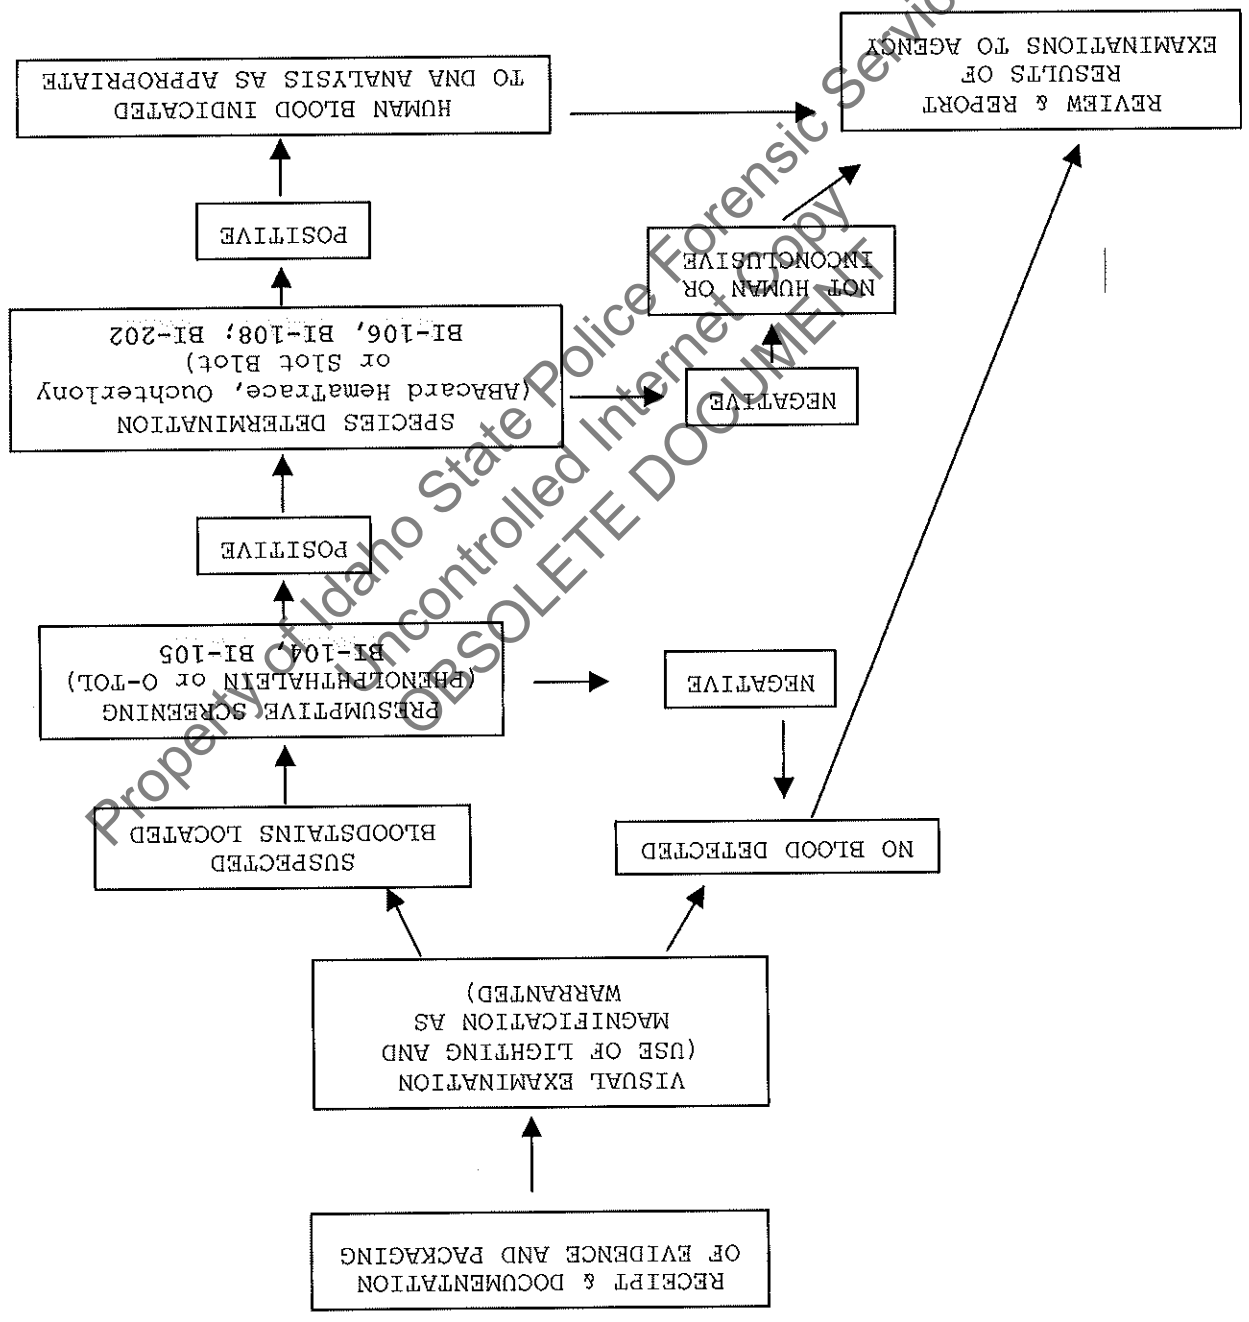 RECEIPT & DOCUMENTATION
OF EVIDENCE AND PACKAGING
VISUAL EXAMINATION
(USE OF LIGHTING AND
MAGNIFICATION AS
WARRANTED)
NO BLOOD DETECTED
SUSPECTED
BLOODSTAINS LOCATED
NEGATIVE
PRESUMPTIVE SCREENING
(PHENOLPHTHALEIN or O-TOL)
BI-104, BI-105
POSITIVE
NEGATIVE
SPECIES DETERMINATION
(ABAcard HemaTrace, Ouchterlony
or Slot Blot)
BI-106, BI-108; BI-202
NOT HUMAN OR
INCONCLUSIVE
POSITIVE
REVIEW & REPORT
RESULTS OF
EXAMINATIONS TO AGENCY
HUMAN BLOOD INDICATED
TO DNA ANALYSIS AS APPROPRIATE
Property of Idaho State Police Forensic Servic
Uncontrolled Internet Copy
OBSOLETE DOCUMENT